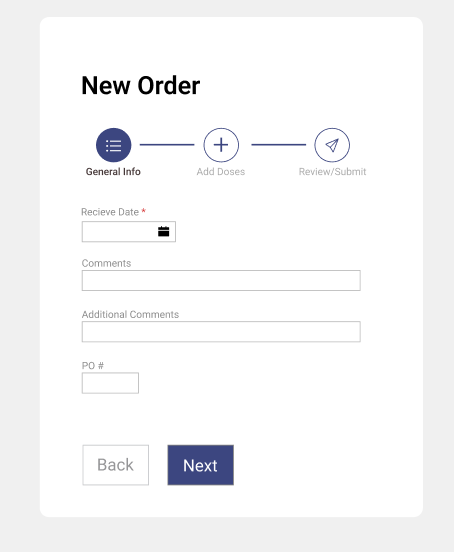 New Order
General Info
Add Doses
Review/Submit
Recieve Date *
Comments
Additional Comments
PO #
Back
Next